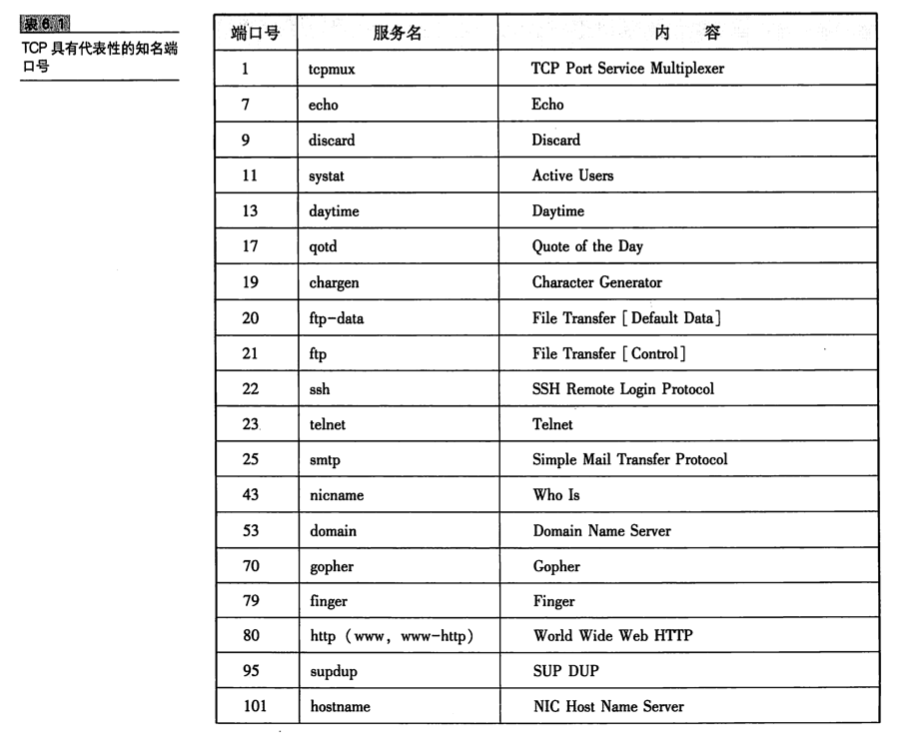 表6.1
TCP 具有代表性的知名端
口号
端口号 服务名 内 容
1 tcpmux TCP Port Service Multiplexer
7 echo Echo
9 discard Discard
11 systat Active Users
13 daytime Daytime
17 qotd Quote of the Day
19 chargen Character Generator
20 ftp-data File Transfer [Default Data]
21 ftp File Transfer [Control]
22 ssh SSH Remote Login Protocol
23 telnet Telnet
25 smtp Simple Mail Transfer Protocol
43 nicname Who Is
53 domain Domain Name Server
70 gopher Gopher
79 finger Finger
80 http (www, www-http) World Wide Web HTTP
95 supdup SUP DUP
101 hostname NIC Host Name Server